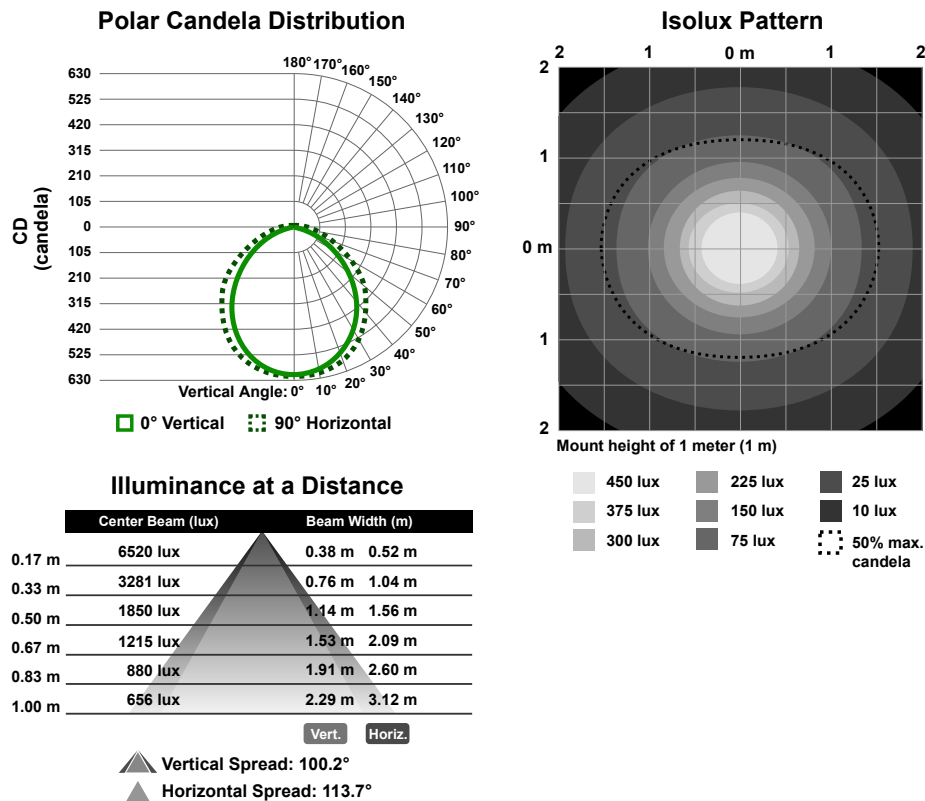 Polar Candela Distribution
180° 170° 160° 150° 140° 130° 120° 110° 100° 90° 80° 70° 60° 50° 40° 30° 20° 10°
630
525
420
315
210
105
0
105
210
315
420
525
630
CD
(candela)
Vertical Angle: 0°
0° Vertical 90° Horizontal
Isolux Pattern
2 1 0 m 1 2
2
1
0 m
1
2
Mount height of 1 meter (1 m)
450 lux 225 lux 25 lux
375 lux 150 lux 10 lux
300 lux 75 lux 50% max.
candela
Illuminance at a Distance
Center Beam (lux) Beam Width (m)
0.17 m 6520 lux 0.38 m 0.52 m
0.33 m 3281 lux 0.76 m 1.04 m
0.50 m 1850 lux 1.14 m 1.56 m
0.67 m 1215 lux 1.53 m 2.09 m
0.83 m 880 lux 1.91 m 2.60 m
1.00 m 656 lux 2.29 m 3.12 m
Vert. Horiz.
Vertical Spread: 100.2°
Horizontal Spread: 113.7°